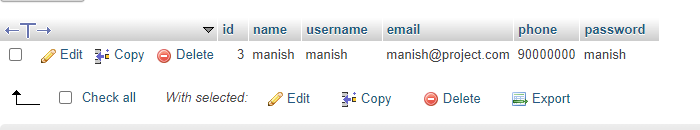 id name username email phone password
Edit Copy Delete 3 manish manish manish@project.com 90000000 manish
Check all With selected: Edit Copy Delete Export